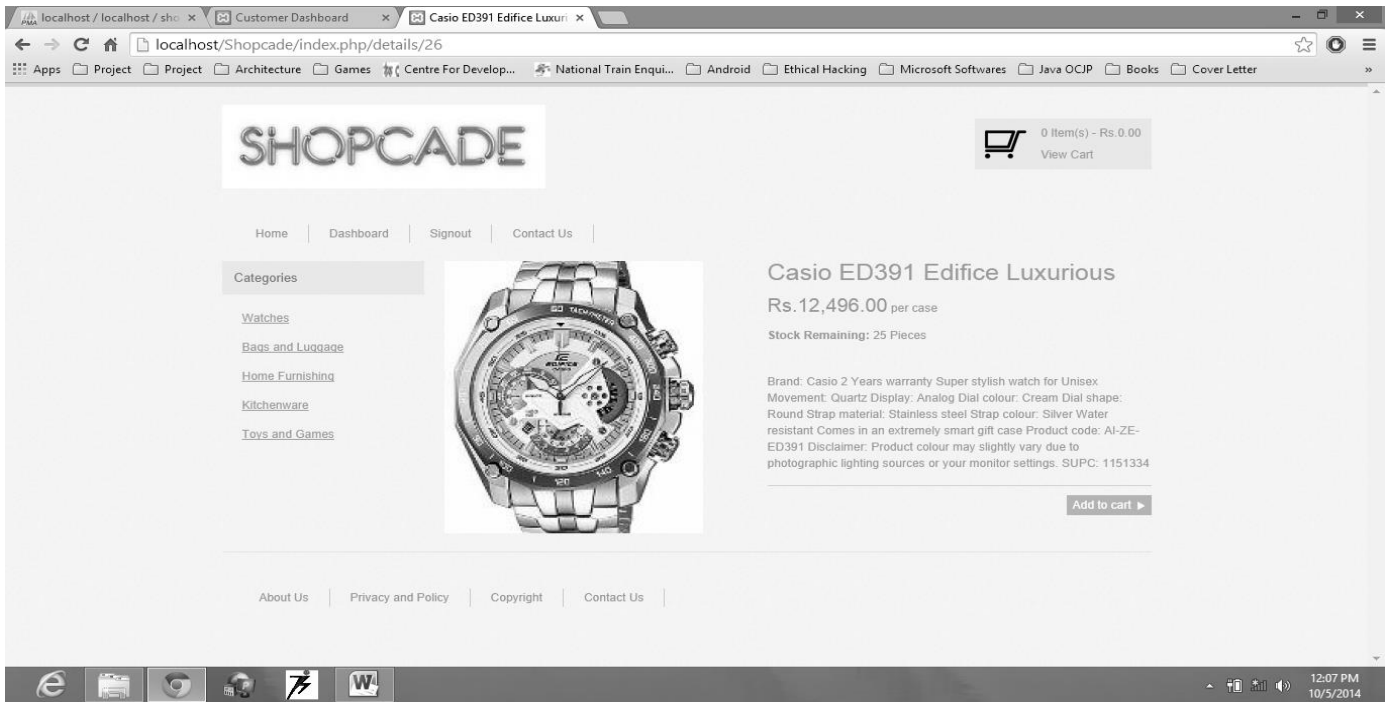 localhost / localhost / sho
Customer Dashboard
Casio ED391 Edifice Luxuri
localhost/Shopcade/index.php/details/26
Apps Project Project Architecture Games Centre For Develop... National Train Enqui... Android Ethical Hacking Microsoft Softwares Java OCJP Books Cover Letter »
SHOPCADE
0 Item(s) - Rs.0.00
View Cart
Home Dashboard Signout Contact Us
Categories
Watches
Bags and Luggage
Home Furnishing
Kitchenware
Toys and Games
TACHYMETER
EDIFICE
120
140
Casio ED391 Edifice Luxurious
Rs.12,496.00 per case
Stock Remaining: 25 Pieces
Brand: Casio 2 Years warranty Super stylish watch for Unisex
Movement: Quartz Display: Analog Dial colour: Cream Dial shape:
Round Strap material: Stainless steel Strap colour: Silver Water
resistant Comes in an extremely smart gift case Product code: AI-ZE-
ED391 Disclaimer: Product colour may slightly vary due to
photographic lighting sources or your monitor settings. SUPC: 1151334
Add to cart
About Us Privacy and Policy Copyright Contact Us
12:07 PM
10/5/2014